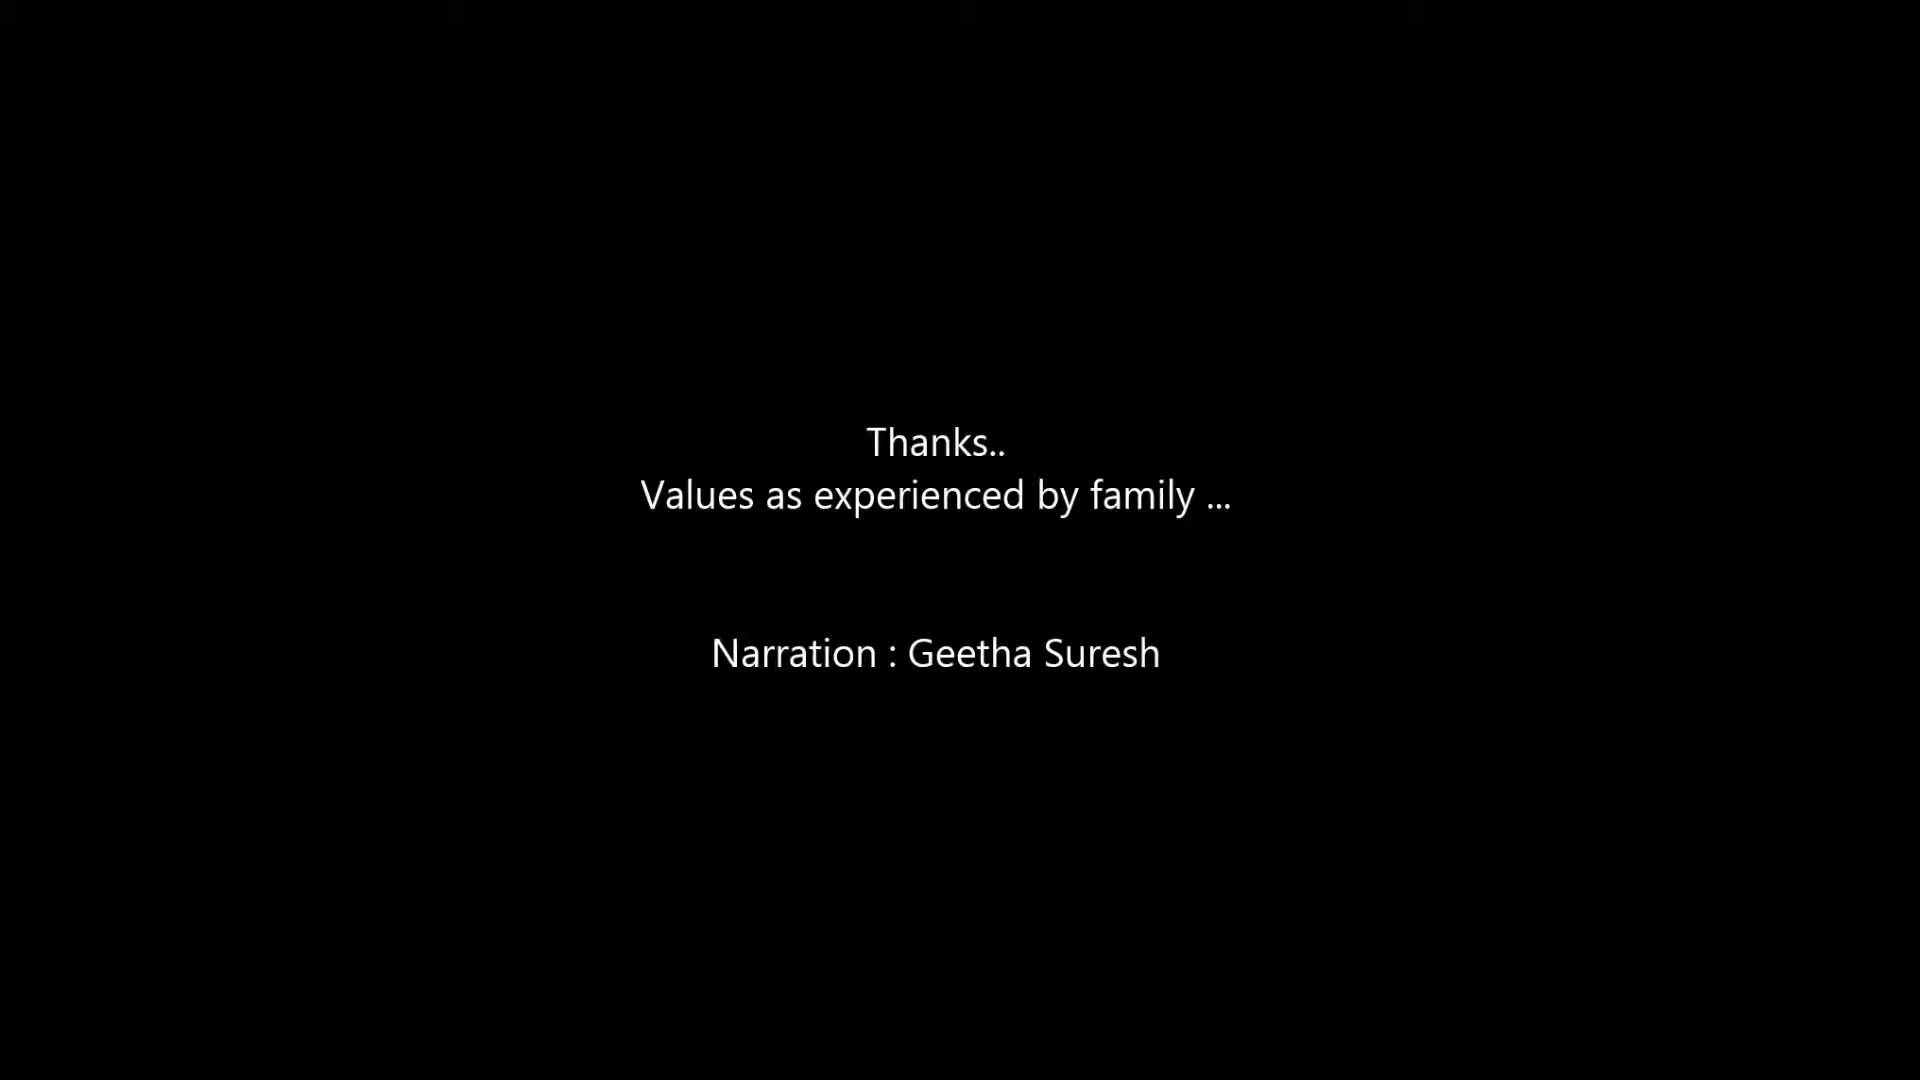 Thanks..
Values as experienced by family ...
Narration : Geetha Suresh